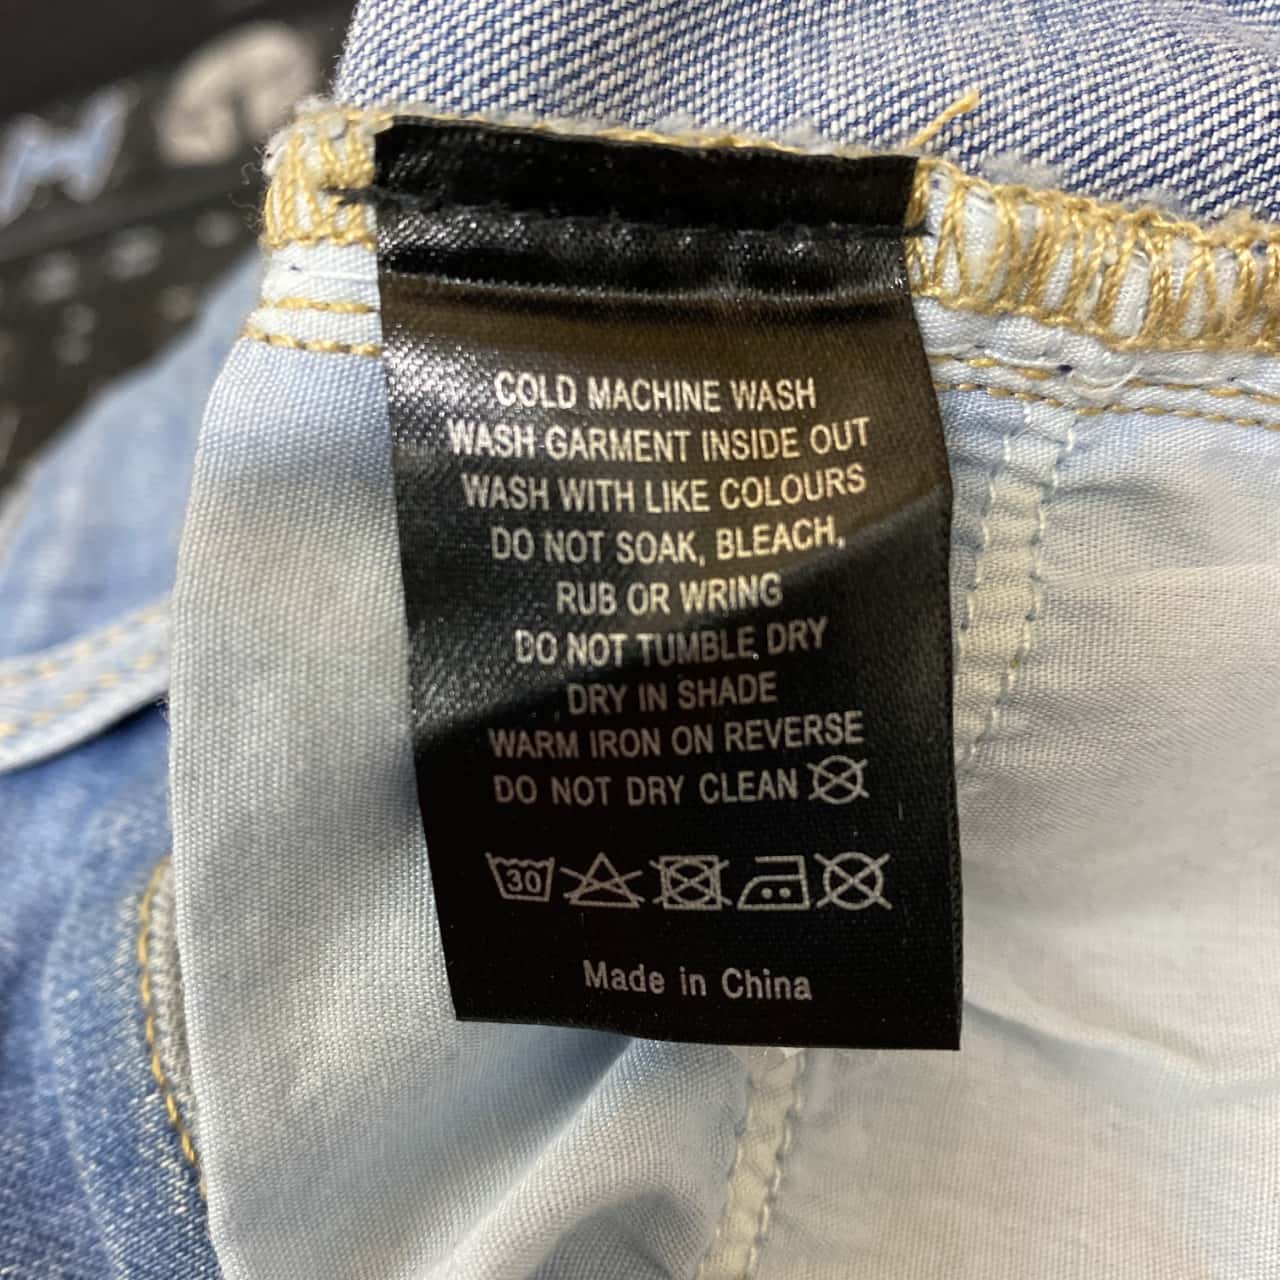 COLD MACHINE WASH
WASH GARMENT INSIDE OUT
WASH WITH LIKE COLOURS
DO NOT SOAK, BLEACH,
RUB OR WRING
DO NOT TUMBLE DRY
DRY IN SHADE
WARM IRON ON REVERSE
DO NOT DRY CLEAN
30
Made in China